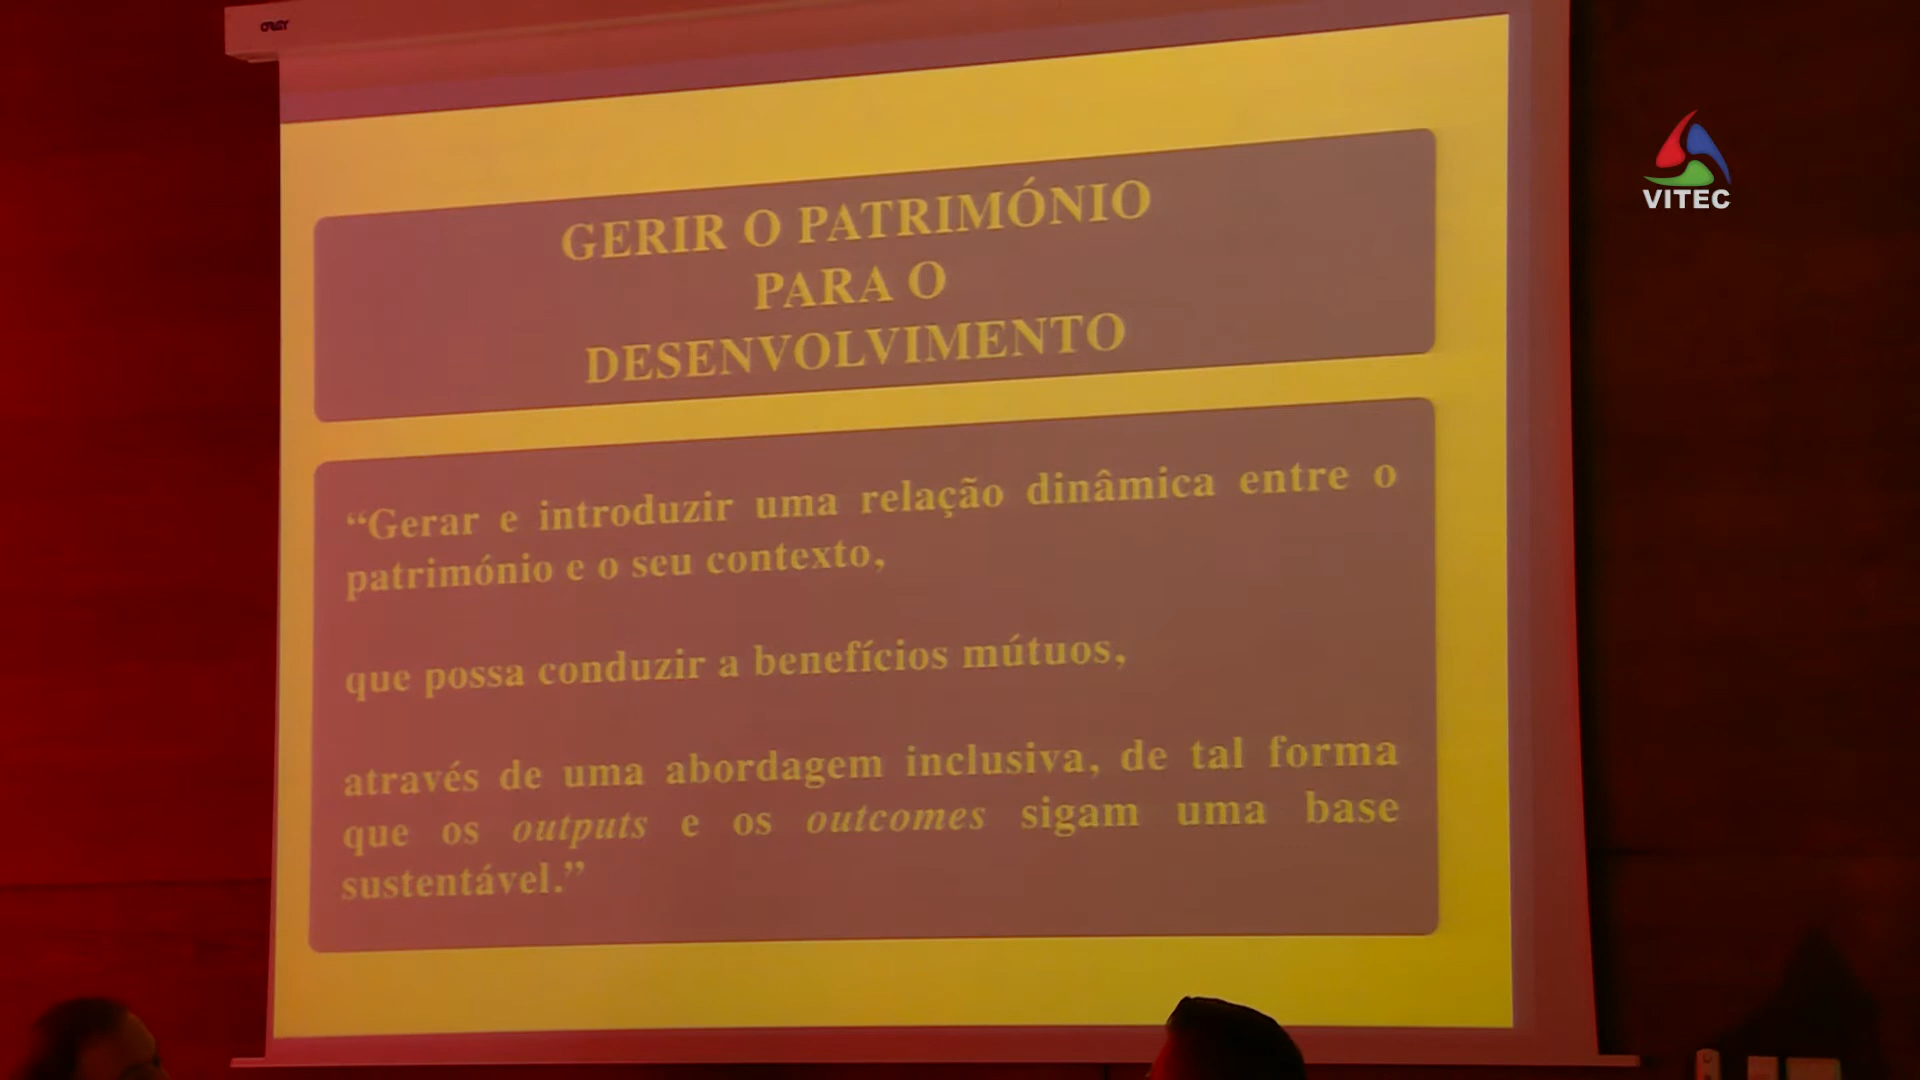 ORAY
VITEC
GERIR O PATRIMÓNIO
PARA O
DESENVOLVIMENTO
“Gerar e introduzir uma relação dinâmica entre o
património e o seu contexto,
que possa conduzir a benefícios mútuos,
através de uma abordagem inclusiva, de tal forma
que os outputs e os outcomes sigam uma base
sustentável.”